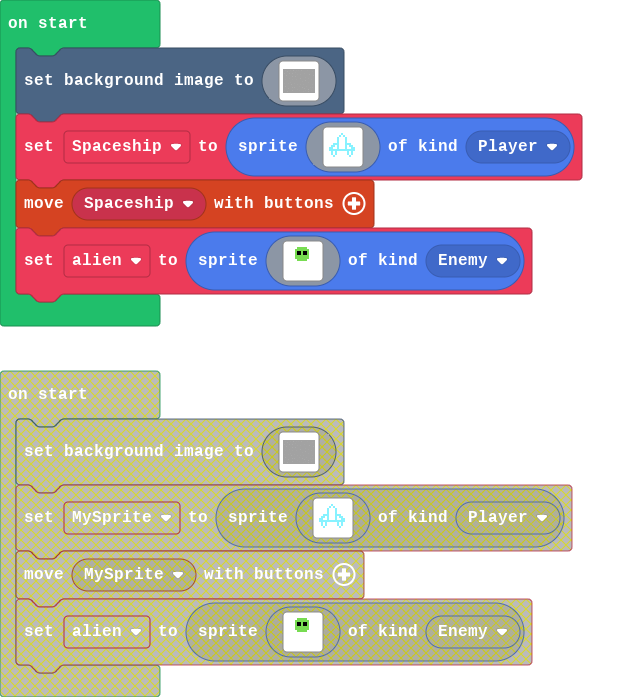 on start
set background image to
set Spaceship to sprite of kind Player
move Spaceship with buttons
set alien to sprite of kind Enemy
on start
set background image to
set MySprite to sprite of kind Player
move MySprite with buttons
set alien to sprite of kind Enemy